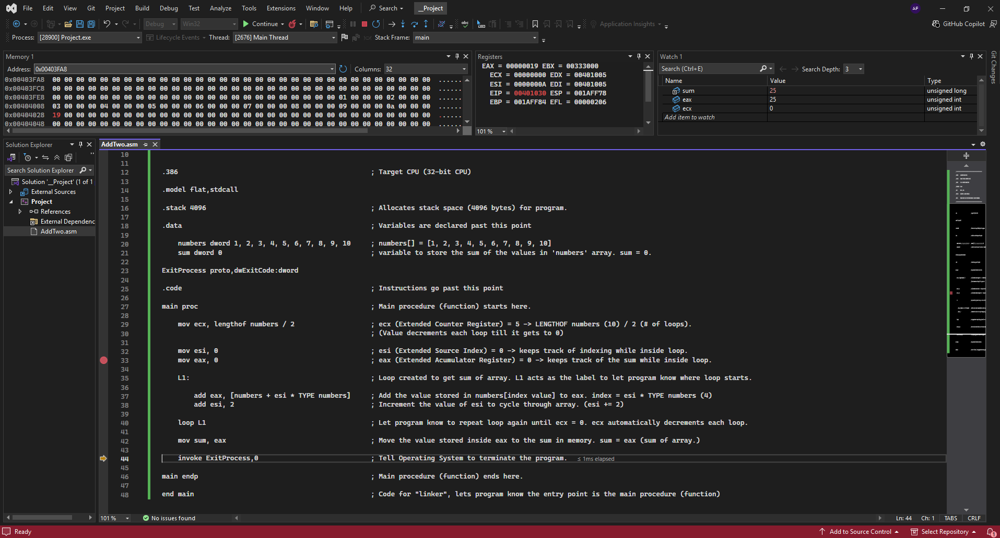 File Edit View Git Project Build Debug Test Analyze Tools Extensions Window Help Search __Project AP
Debug Win32 Continue abc Application Insights GitHub Copilot
Process: [28900] Project.exe Lifecycle Events Thread: [2676] Main Thread Stack Frame: main
Memory 1
Address: 0x00403FA8 Columns: 32
0x00403FA8 00 00 00 00 00 00 00 00 00 00 00 00 00 00 00 00 00 00 00 00 00 00 00 00 00 00 00 00 00 00 00 00 ......
0x00403FC8 00 00 00 00 00 00 00 00 00 00 00 00 00 00 00 00 00 00 00 00 00 00 00 00 00 00 00 00 00 00 00 00 ......
0x00403FE8 00 00 00 00 00 00 00 00 00 00 00 00 00 00 00 00 00 00 00 00 00 00 00 00 01 00 00 00 02 00 00 00 ......
0x00404008 03 00 00 00 04 00 00 00 05 00 00 00 06 00 00 00 07 00 00 00 08 00 00 00 09 00 00 00 0a 00 00 00 ......
0x00404028 19 00 00 00 00 00 00 00 00 00 00 00 00 00 00 00 00 00 00 00 00 00 00 00 00 00 00 00 00 00 00 00 ......
0x00404048 00 00 00 00 00 00 00 00 00 00 00 00 00 00 00 00 00 00 00 00 00 00 00 00 00 00 00 00 00 00 00 00 ......
Registers
EAX = 00000019 EBX = 00333000
ECX = 00000000 EDX = 00401005
ESI = 0000000A EDI = 00401005
EIP = 00401030 ESP = 001AFF78
EBP = 001AFF84 EFL = 00000206
101 %
Watch 1
Search (Ctrl+E) Search Depth: 3
Name Value Type
sum 25 unsigned long
eax 25 unsigned int
ecx 0 unsigned int
Add item to watch
Git Changes
Solution Explorer
Search Solution Explorer
Solution '__Project' (1 of 1
External Sources
Project
References
External Dependenc
AddTwo.asm
AddTwo.asm
10
11
12 .386 ; Target CPU (32-bit CPU)
13
14 .model flat,stdcall
15
16 .stack 4096 ; Allocates stack space (4096 bytes) for program.
17
18 .data ; Variables are declared past this point
19
20 numbers dword 1, 2, 3, 4, 5, 6, 7, 8, 9, 10 ; numbers[] = [1, 2, 3, 4, 5, 6, 7, 8, 9, 10]
21 sum dword 0 ; variable to store the sum of the values in 'numbers' array. sum = 0.
22
23 ExitProcess proto,dwExitCode:dword
24
25 .code ; Instructions go past this point
26
27 main proc ; Main procedure (function) starts here.
28
29 mov ecx, lengthof numbers / 2 ; ecx (Extended Counter Register) = 5 -> LENGTHOF numbers (10) / 2 (# of loops).
30 ; (Value decrements each loop till it gets to 0)
31
32 mov esi, 0 ; esi (Extended Source Index) = 0 -> keeps track of indexing while inside loop.
33 mov eax, 0 ; eax (Extended Acumulator Register) = 0 -> keeps track of the sum while inside loop.
34
35 L1: ; Loop created to get sum of array. L1 acts as the label to let program know where loop starts.
36
37 add eax, [numbers + esi * TYPE numbers] ; Add the value stored in numbers[index value] to eax. index = esi * TYPE numbers (4)
38 add esi, 2 ; Increment the value of esi to cycle through array. (esi += 2)
39
40 loop L1 ; Let program know to repeat loop again until ecx = 0. ecx automatically decrements each loop.
41
42 mov sum, eax ; Move the value stored inside eax to the sum in memory. sum = eax (sum of array.)
43
44 invoke ExitProcess,0 ; Tell Operating System to terminate the program. ≤ 1ms elapsed
45
46 main endp ; Main procedure (function) ends here.
47
48 end main ; Code for "linker", lets program know the entry point is the main procedure (function)
101 % No issues found Ln: 44 Ch: 1 TABS CRLF
Ready Add to Source Control Select Repository 1